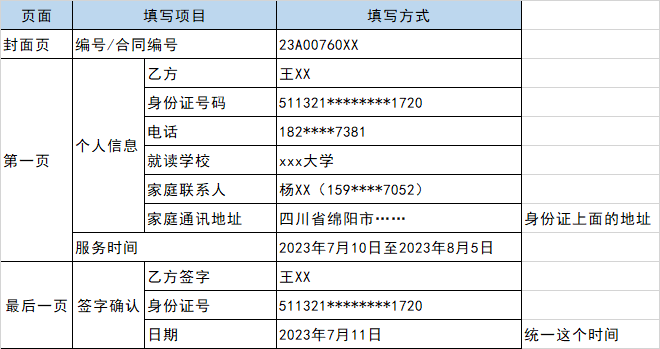 页面 填写项目 填写方式
封面页 编号/合同编号 23A00760XX
第一页 个人信息 乙方 王XX
身份证号码 511321********1720
电话 182****7381
就读学校 xxx大学
家庭联系人 杨XX（159****7052）
家庭通讯地址 四川省绵阳市…… 身份证上面的地址
服务时间 2023年7月10日至2023年8月5日
最后一页 签字确认 乙方签字 王XX
身份证号 511321********1720
日期 2023年7月11日 统一这个时间